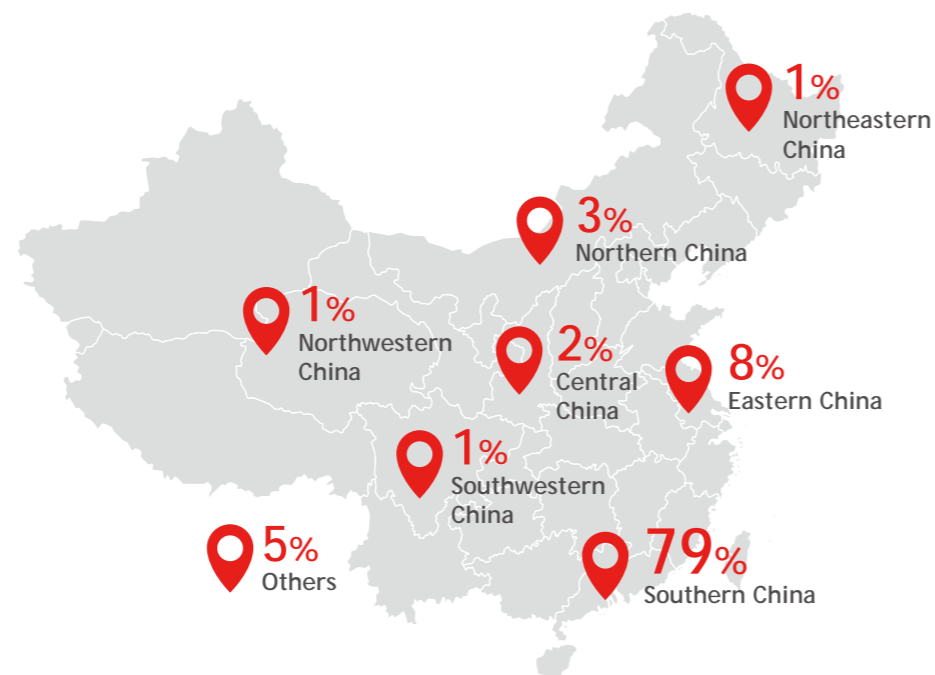 1%
Northeastern
China
3%
Northern China
1%
Northwestern
China
2%
Central
China
8%
Eastern China
1%
Southwestern
China
5%
Others
79%
Southern China